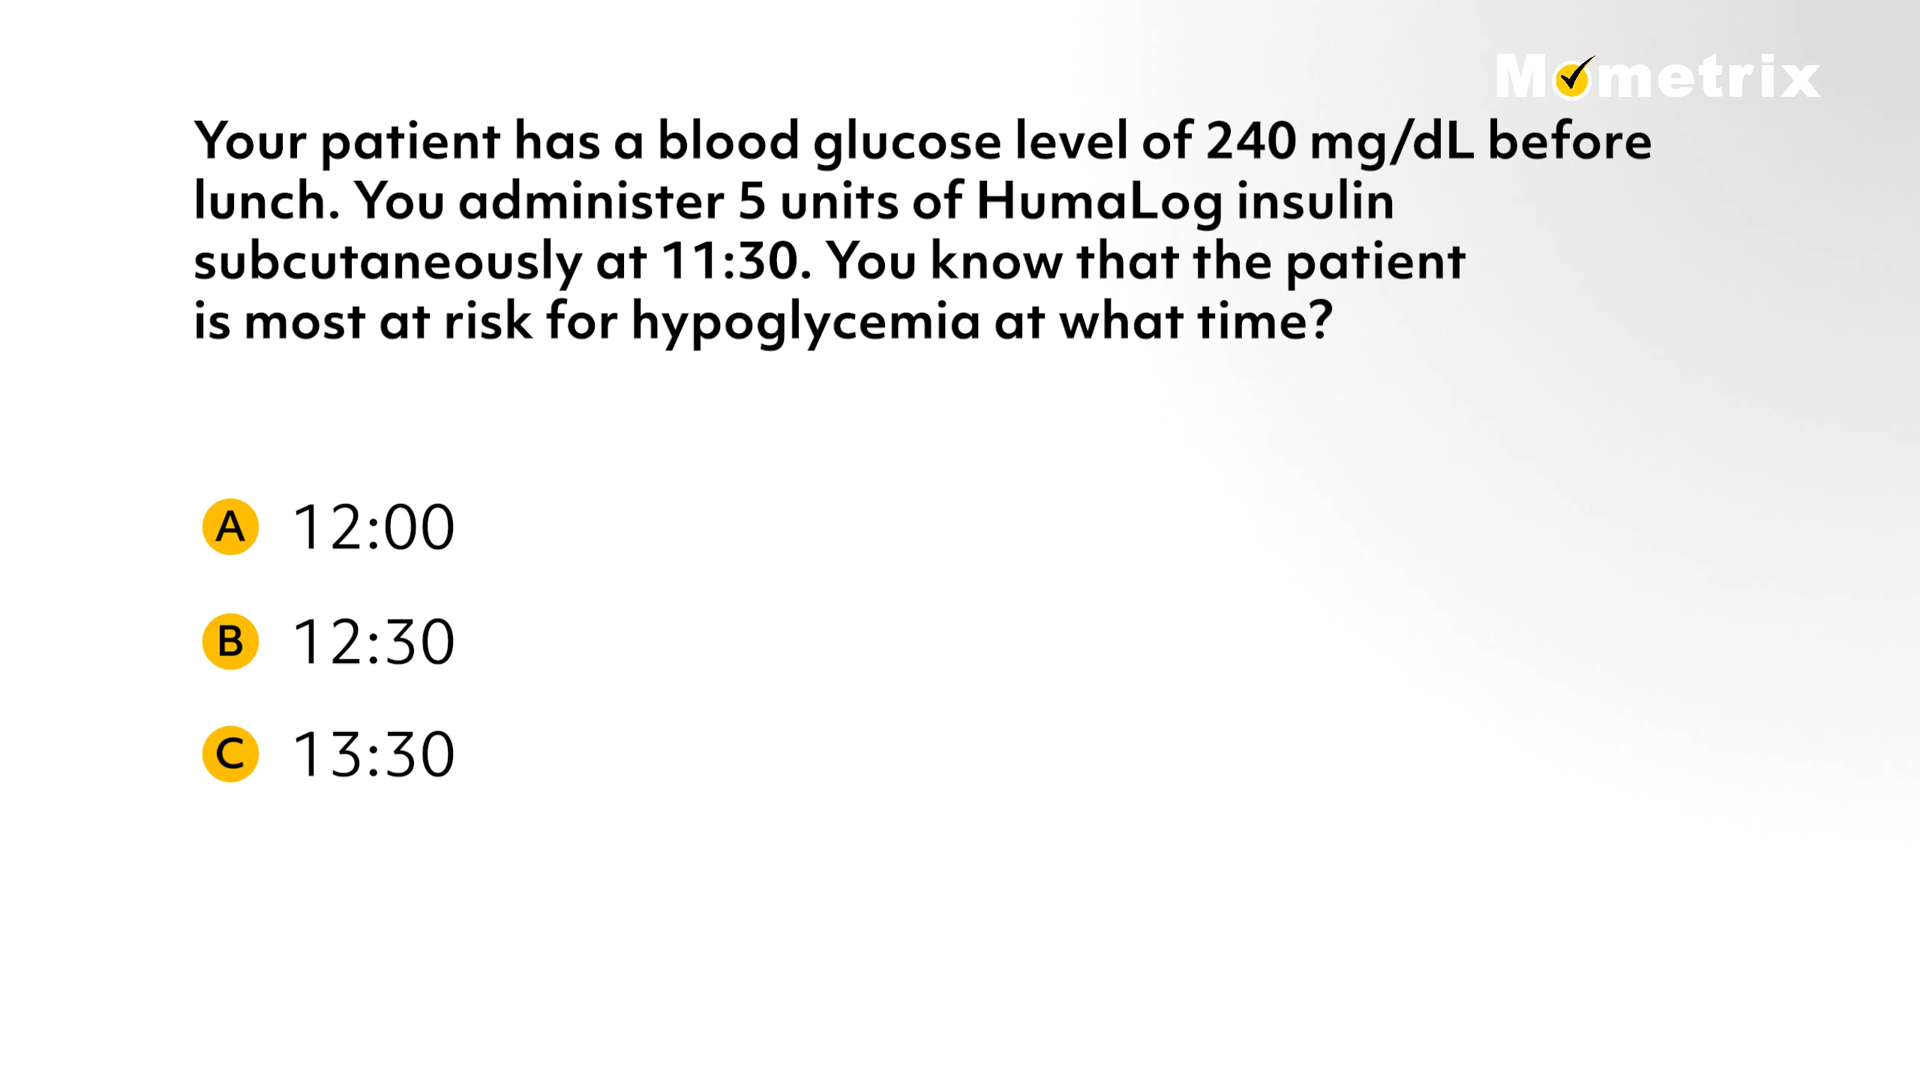 Mometrix
Your patient has a blood glucose level of 240 mg/dL before
lunch. You administer 5 units of HumaLog insulin
subcutaneously at 11:30. You know that the patient
is most at risk for hypoglycemia at what time?
A 12:00
B 12:30
C 13:30